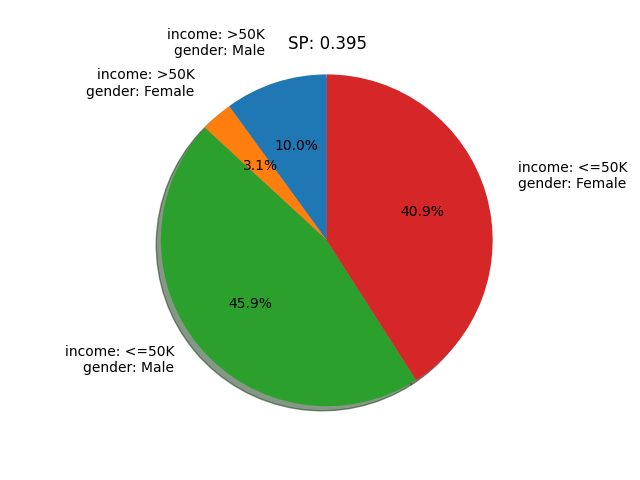 SP: 0.395
income: >50K
gender: Male
income: >50K
gender: Female
10.0%
3.1%
40.9%
income: <=50K
gender: Female
45.9%
income: <=50K
gender: Male